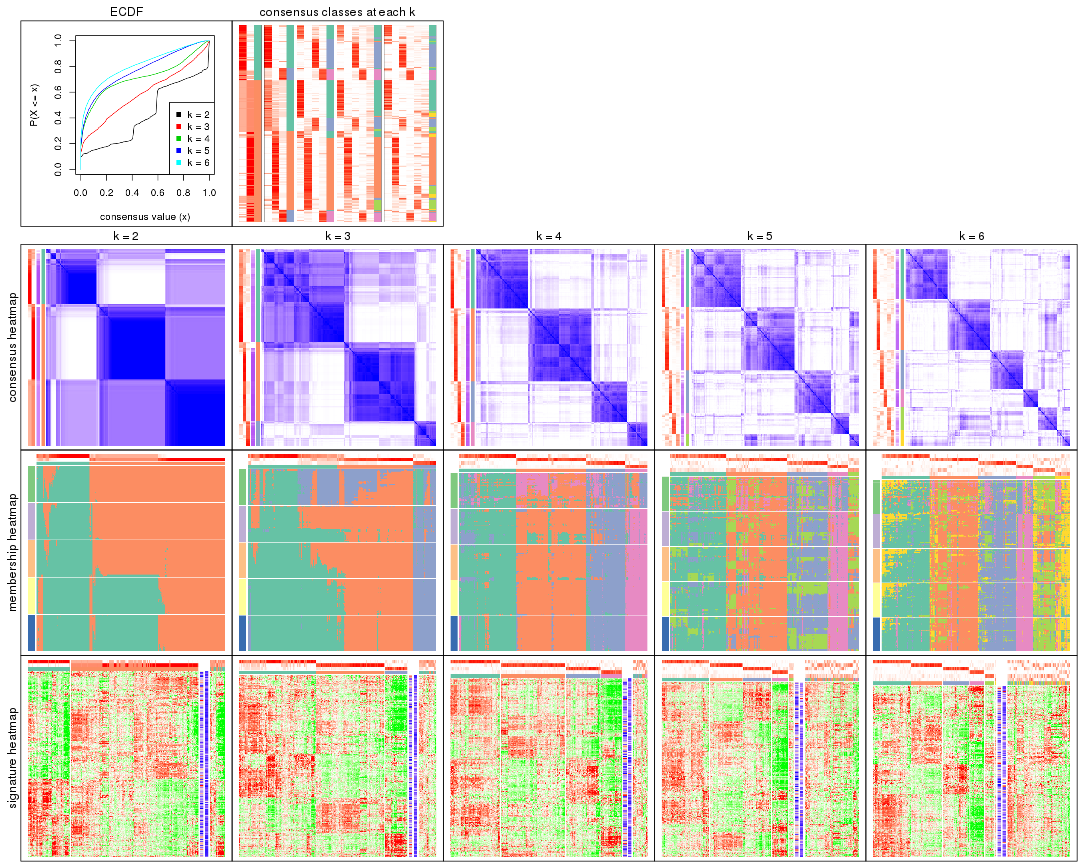 ECDF
consensus classes at each k
P(X <= x)
1.0
0.8
0.6
0.4
0.2
0.0
k = 2
k = 3
k = 4
k = 5
k = 6
0.0 0.2 0.4 0.6 0.8 1.0
consensus value (x)
k = 2
k = 3
k = 4
k = 5
k = 6
consensus heatmap
membership heatmap
signature heatmap